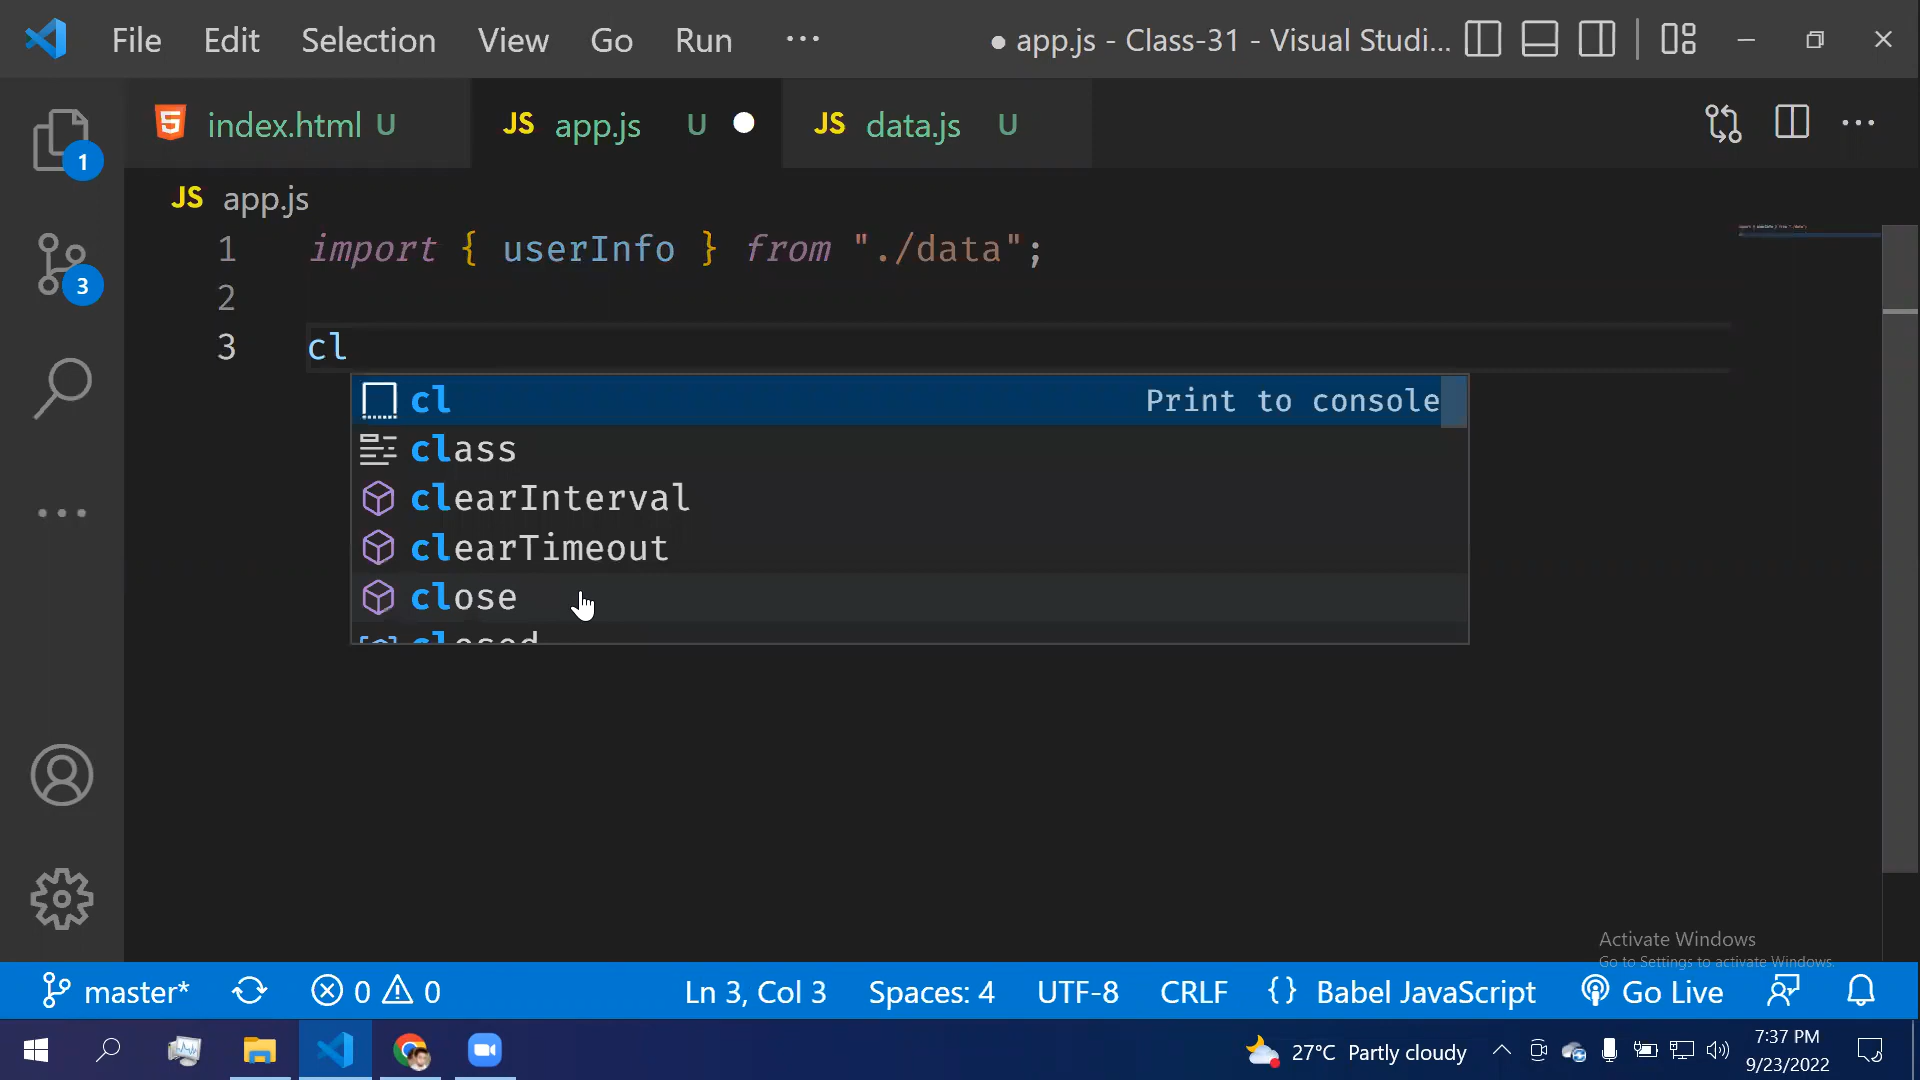 File Edit Selection View Go Run ···
● app.js - Class-31 - Visual Studi...
index.html U
JS app.js U
JS data.js U
JS app.js
1 import { userInfo } from "./data";
2
3 cl
cl Print to console
class
clearInterval
clearTimeout
close
closed
1
3
Activate Windows
Go to Settings to activate Windows.
master* 0 0 Ln 3, Col 3 Spaces: 4 UTF-8 CRLF {} Babel JavaScript Go Live
27°C Partly cloudy
7:37 PM
9/23/2022